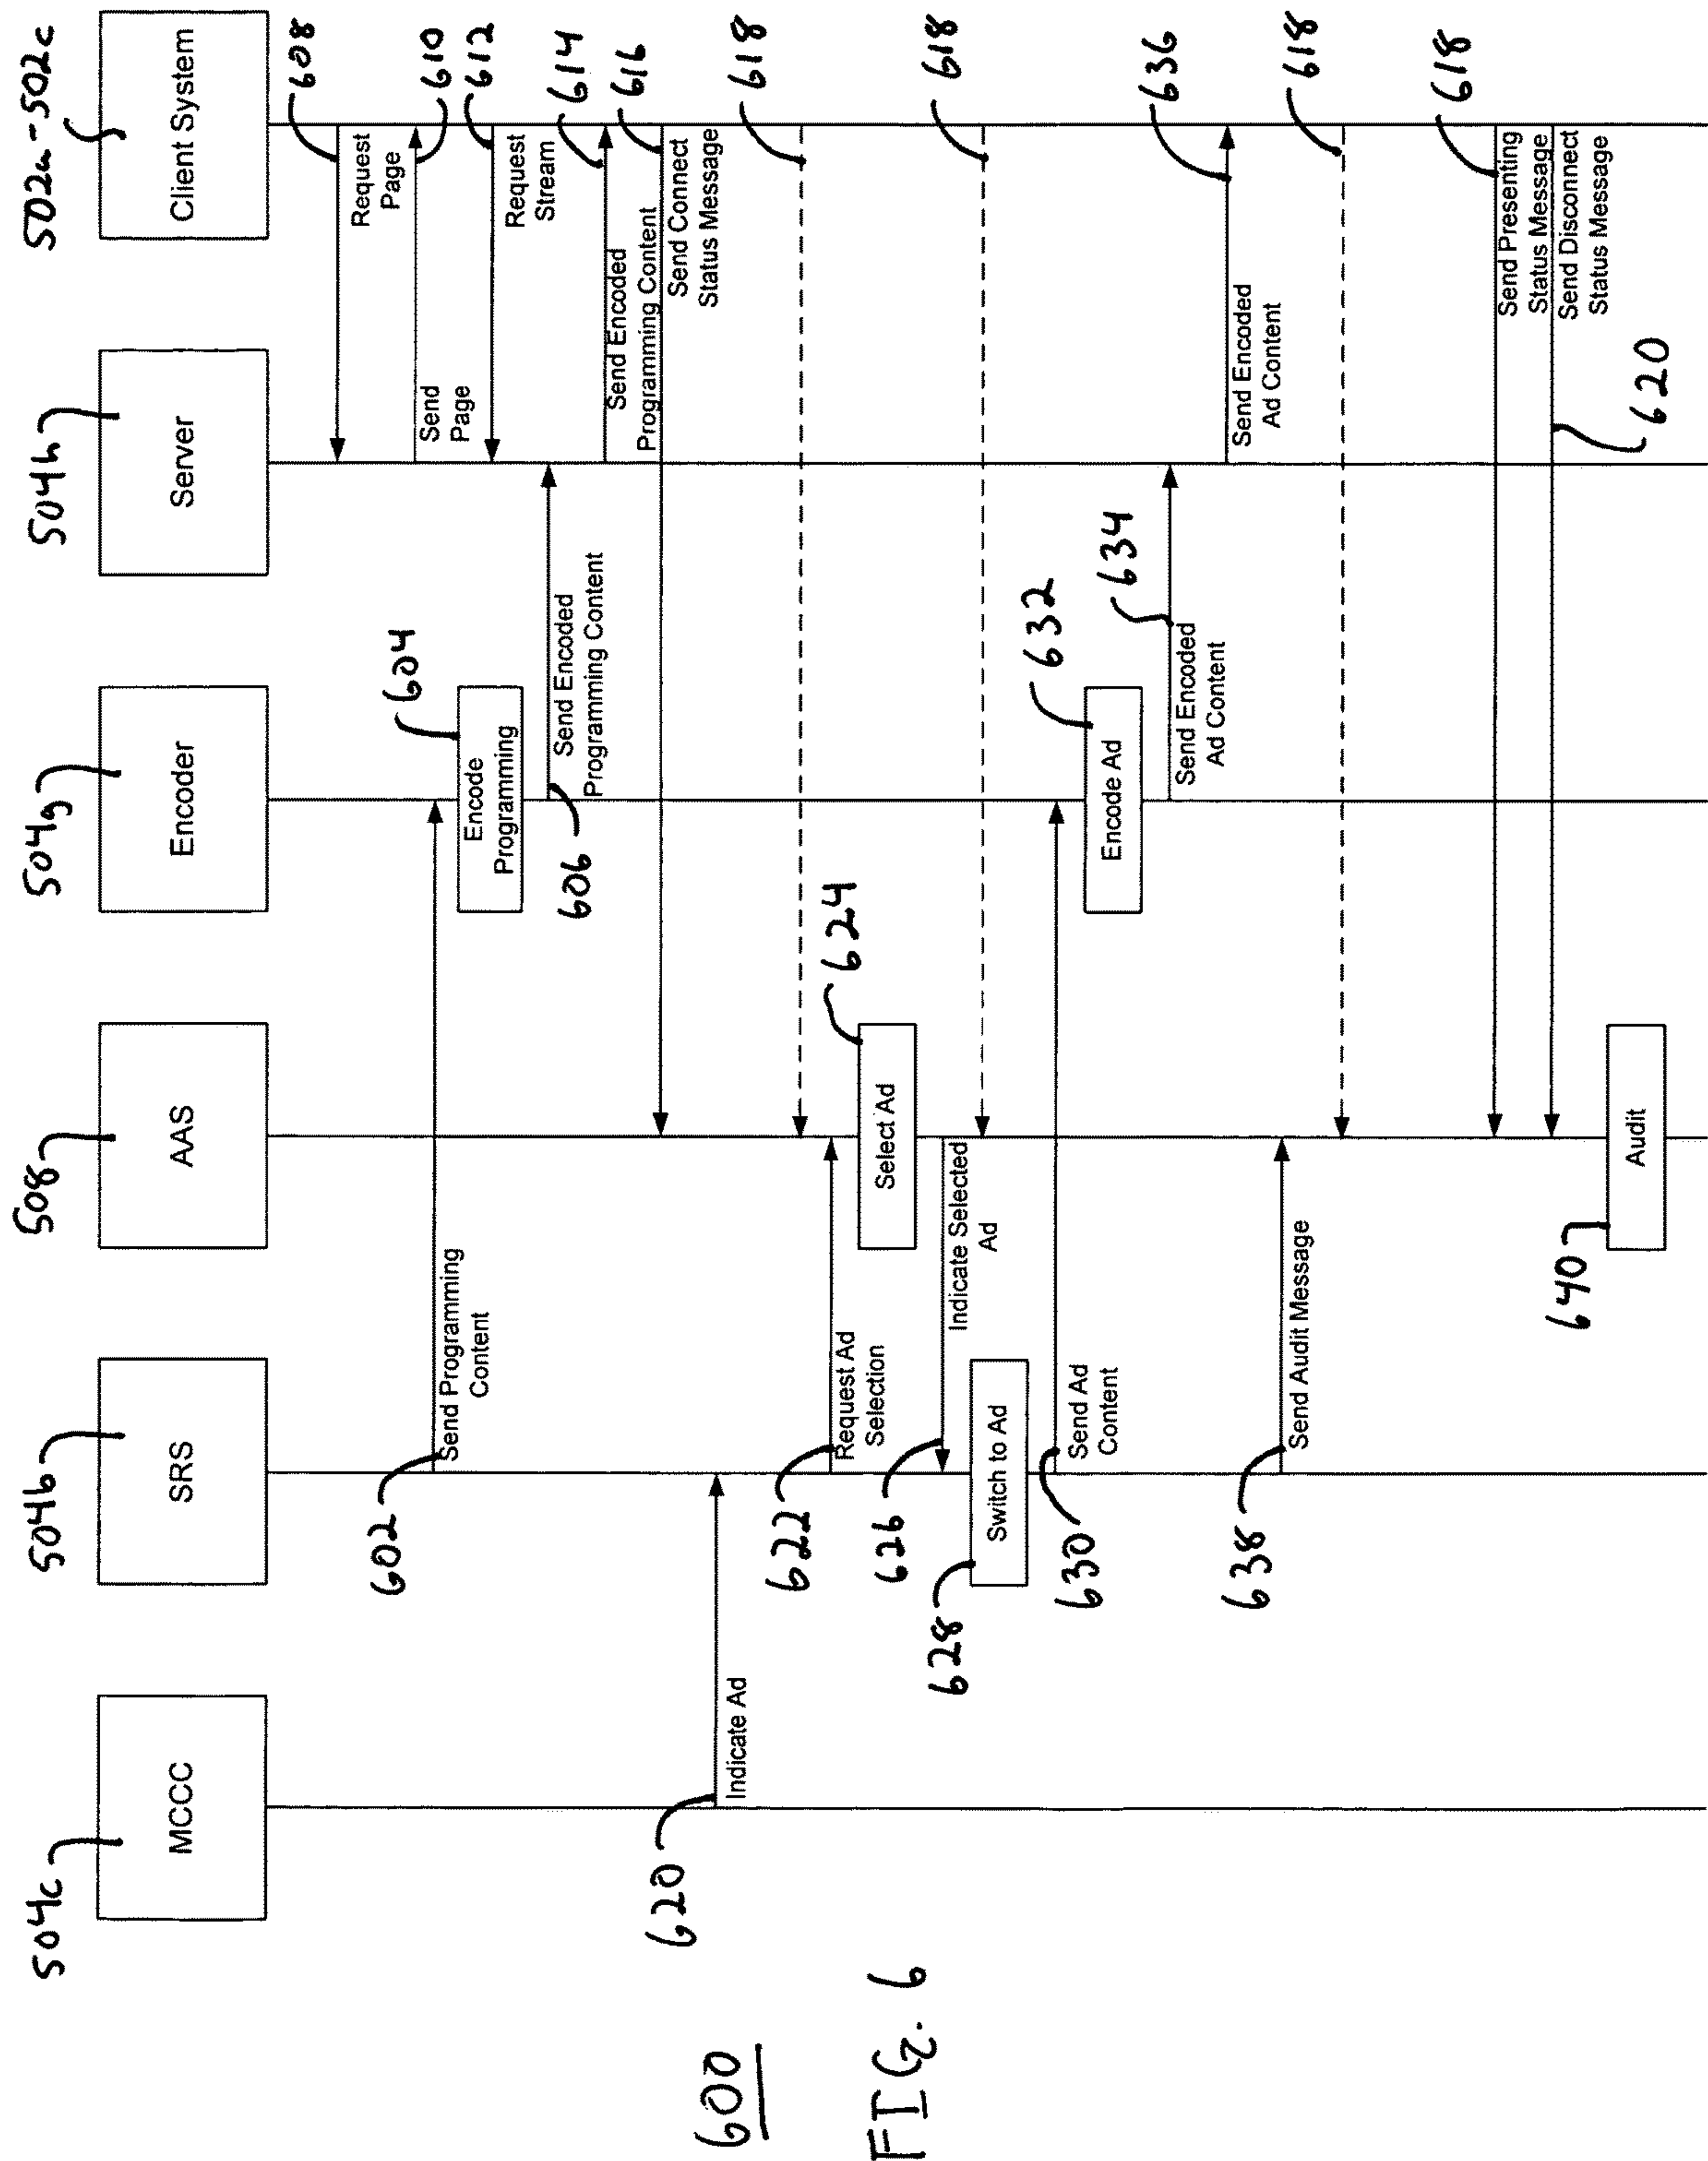 504c
504b
508
504g
504h
502a-502c
MCCC
SRS
AAS
Encoder
Server
Client System
608
Request
Page
610
Send
Page
602
Send Programming
Content
604
Encode
Programming
612
Request
Stream
606
Send Encoded
Programming Content
614
Send Encoded
Programming Content
616
Send Connect
Status Message
620
Indicate Ad
618
622
Request Ad
Selection
624
Select Ad
626
Indicate Selected
Ad
618
628
Switch to Ad
630
Send Ad
Content
632
Encode Ad
634
Send Encoded
Ad Content
636
Send Encoded
Ad Content
638
Send Audit Message
618
618
Send Presenting
Status Message
Send Disconnect
Status Message
620
640
Audit
600
FIG. 6